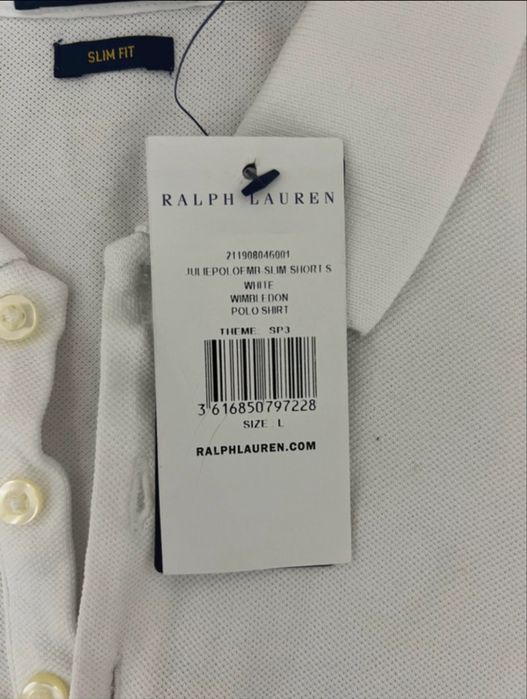 SLIM FIT
RALPH LAUREN
211908046001
JULIEPOLOEMB-SLIM SHORT S
WHITE
WIMBLEDON
POLO SHIRT
THEME: SP3
3 616850 797228
SIZE: L
RALPHLAUREN.COM